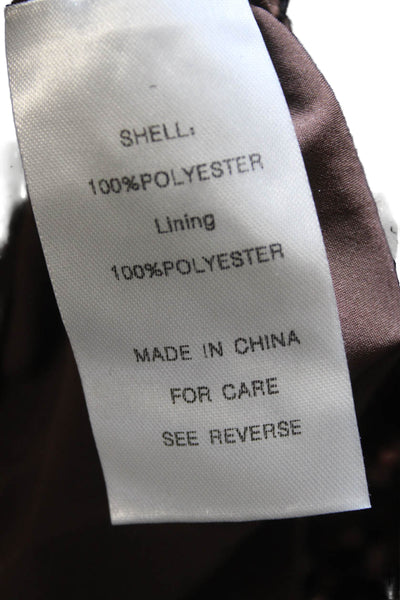 SHELL:
100%POLYESTER
Lining
100%POLYESTER
MADE IN CHINA
FOR CARE
SEE REVERSE